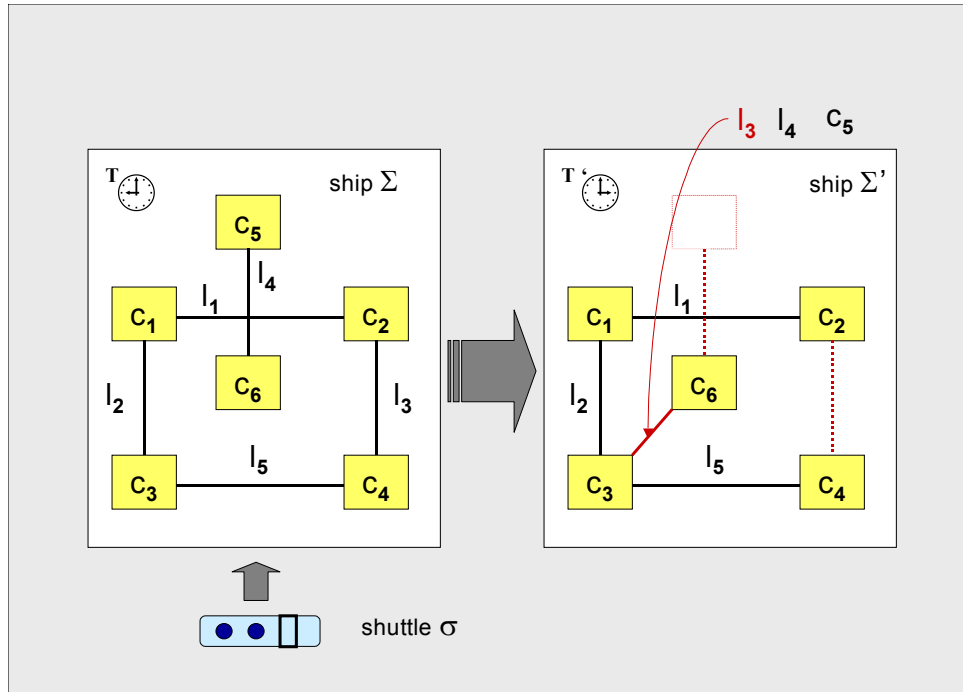 l₃ l₄ c₅
T ship Σ
c₅
l₄
l₁
c₁ c₂
c₆
l₂ l₃
l₅
c₃ c₄
T ‘ ship Σ’
l₁
c₁ c₂
c₆
l₂
l₅
c₃ c₄
shuttle σ